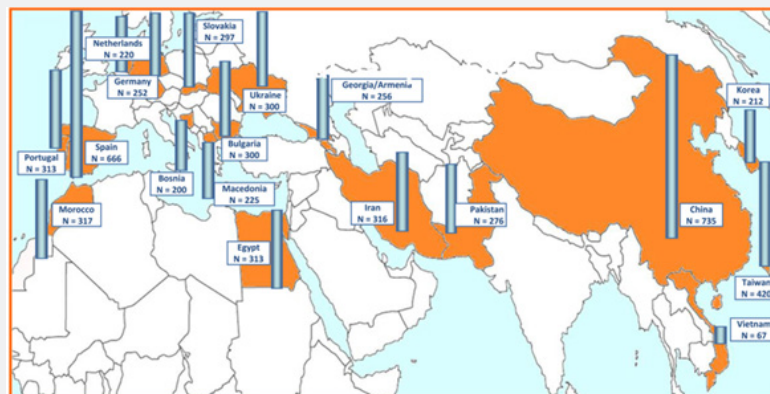 Slovakia
N = 297
Netherlands
N = 220
Germany
N = 252
Ukraine
N = 300
Georgia/Armenia
N = 256
Korea
N = 212
Portugal
N = 313
Spain
N = 666
Bulgaria
N = 300
Bosnia
N = 200
Macedonia
N = 225
Morocco
N = 317
Iran
N = 316
Pakistan
N = 276
China
N = 735
Egypt
N = 313
Taiwan
N = 420
Vietnam
N = 67